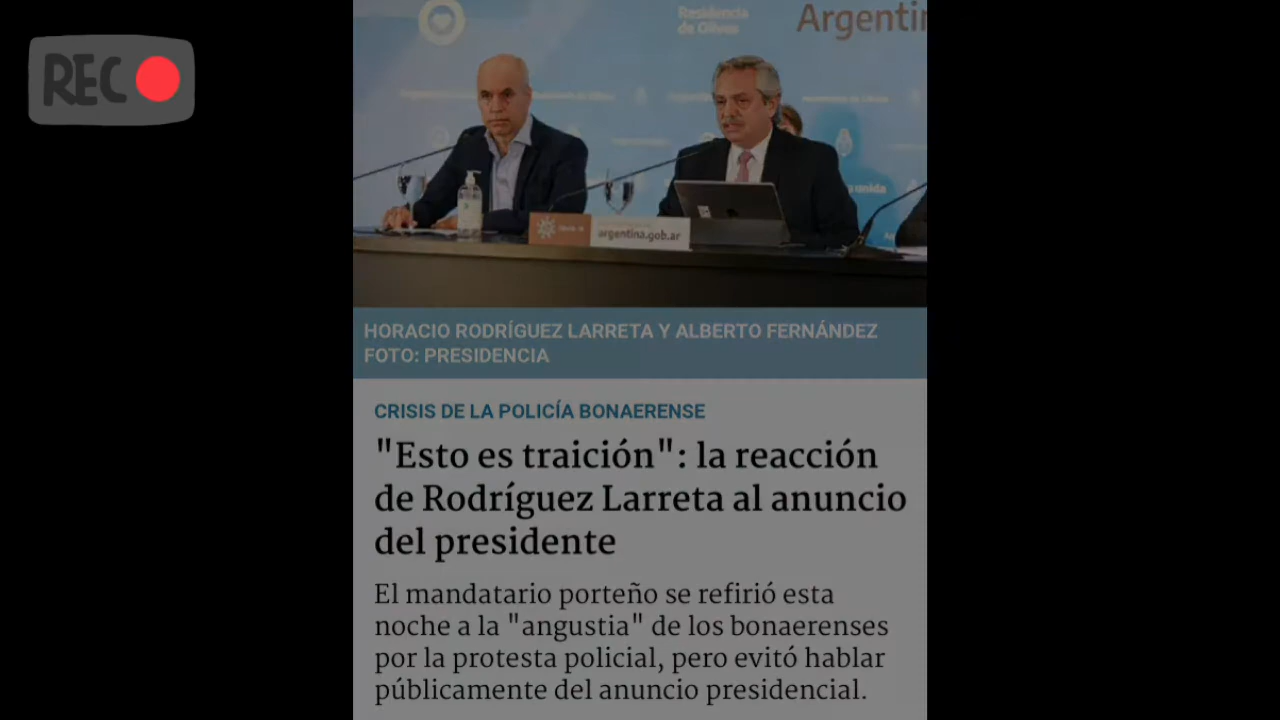 REC
Residencia
de Olivos
Argentin
a unida
argentina.gob.ar
HORACIO RODRÍGUEZ LARRETA Y ALBERTO FERNÁNDEZ
FOTO: PRESIDENCIA
CRISIS DE LA POLICÍA BONAERENSE
"Esto es traición": la reacción
de Rodríguez Larreta al anuncio
del presidente
El mandatario porteño se refirió esta
noche a la "angustia" de los bonaerenses
por la protesta policial, pero evitó hablar
públicamente del anuncio presidencial.